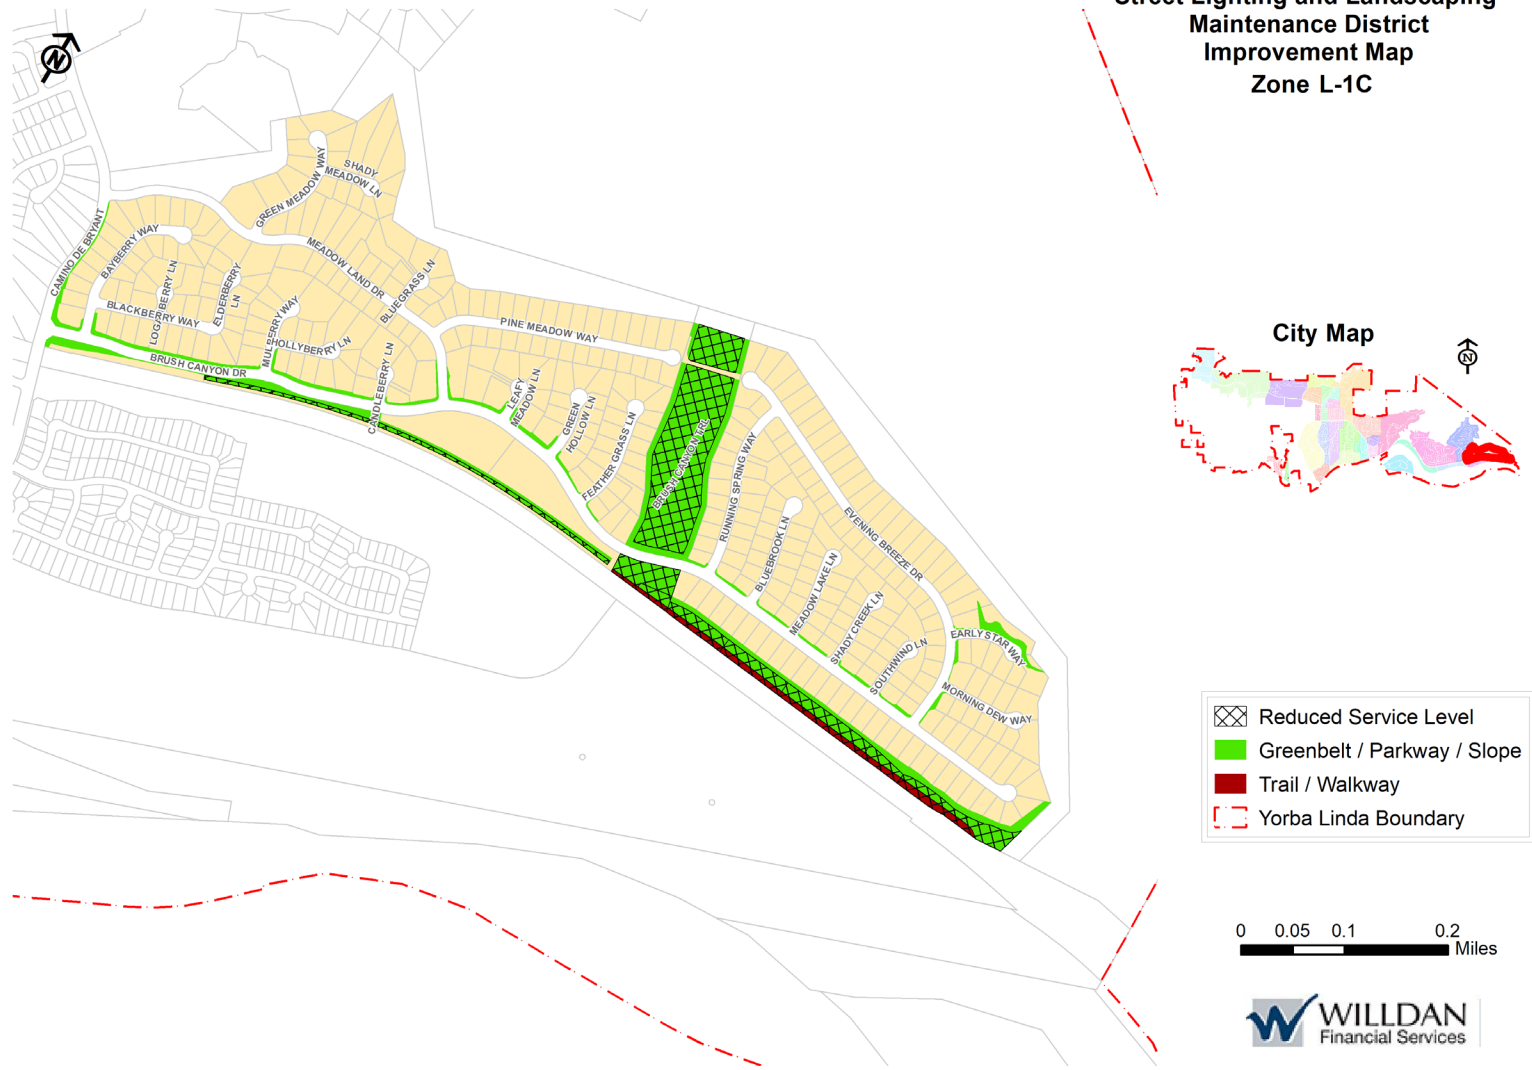 Street Lighting and Landscaping
Maintenance District
Improvement Map
Zone L-1C
N
SHADY
MEADOW LN
GREEN MEADOW WAY
CAMINO DE BRYANT
BAYBERRY WAY
MEADOW LAND DR
LOGANBERRY LN
ELDERBERRY
LN
BLUEGRASS LN
BLACKBERRY WAY
MULBERRY WAY
HOLLYBERRY LN
PINE MEADOW WAY
BRUSH CANYON DR
CANDLEBERRY LN
LEAFY
MEADOW LN
GREEN
HOLLOW LN
FEATHER GRASS LN
BRUSH CANYON TRL
RUNNING SPRING WAY
EVENING BREEZE DR
BLUEBROOK LN
MEADOW LAKE LN
SHADY CREEK LN
SOUTHWIND LN
EARLY STAR WAY
MORNING DEW WAY
City Map
N
Reduced Service Level
Greenbelt / Parkway / Slope
Trail / Walkway
Yorba Linda Boundary
0 0.05 0.1 0.2
Miles
WILLDAN
Financial Services